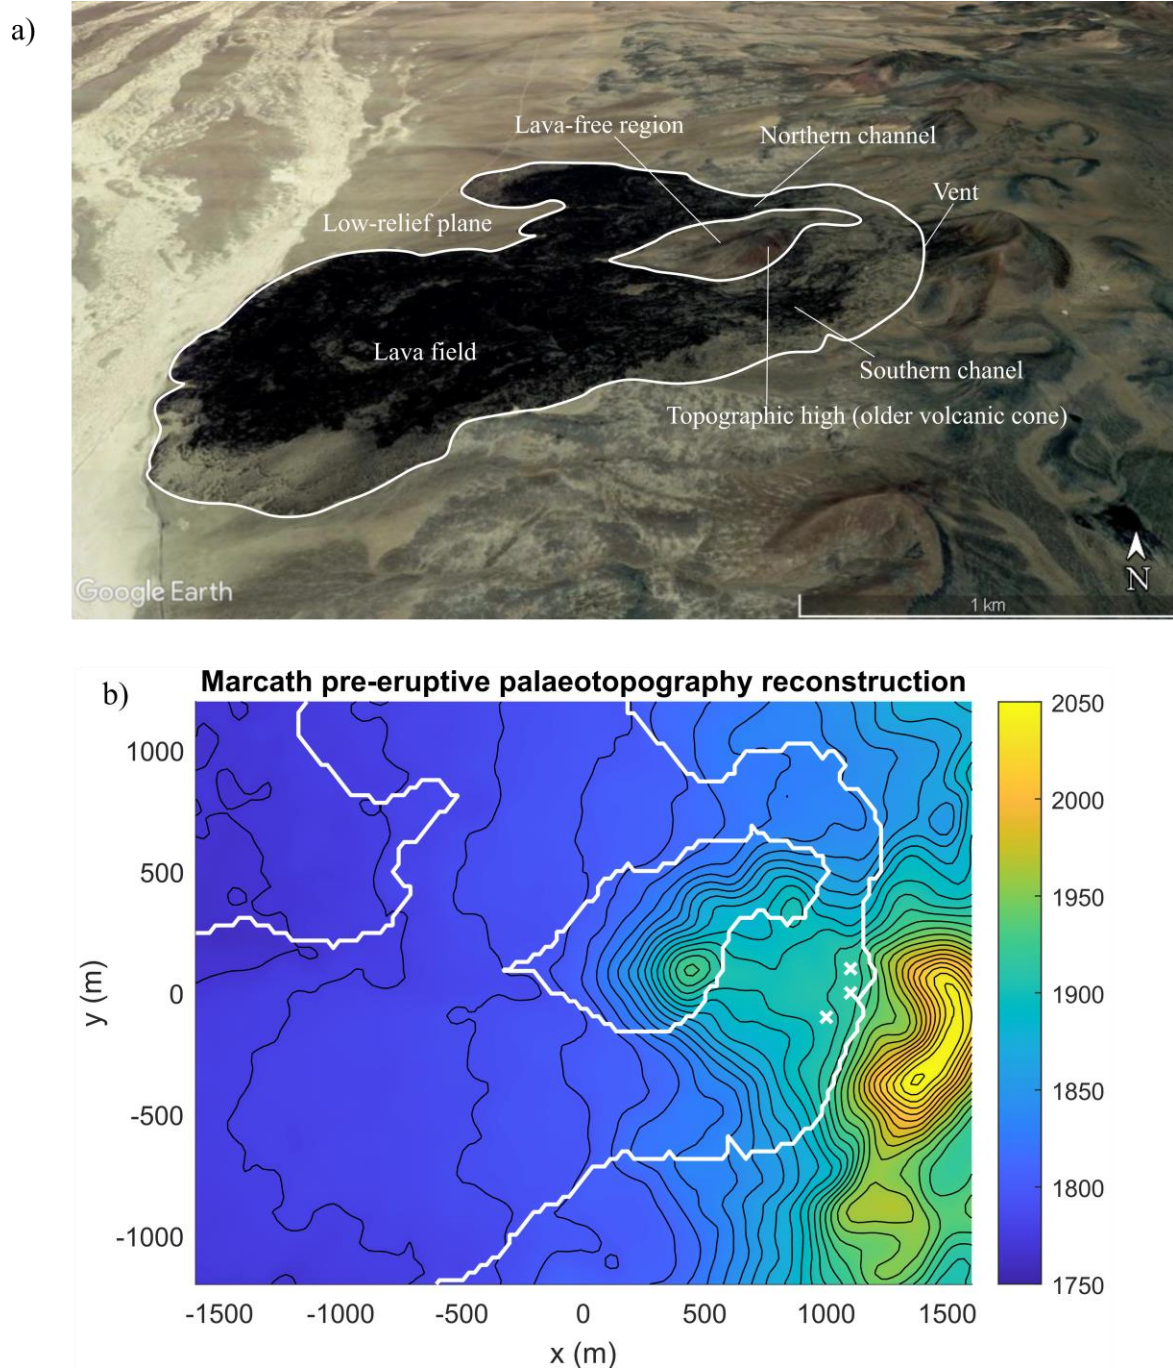 a)
Lava-free region
Northern channel
Vent
Low-relief plane
Lava field
Southern chanel
Topographic high (older volcanic cone)
Google Earth
N
1 km
b)
Marcath pre-eruptive palaeotopography reconstruction
1000
500
0
-500
-1000
y (m)
-1500
-1000
-500
0
500
1000
1500
x (m)
2050
2000
1950
1900
1850
1800
1750